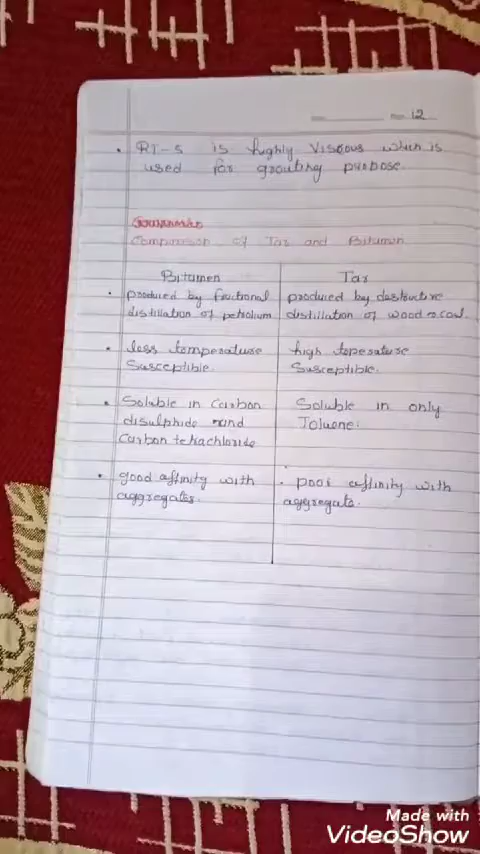 12
• RT-5 is highly viscous which is
used for grouting purpose.
Comparison of Tar and Bitumen
Bitumen
Tar
• produced by fractional
distillation of petrolium
produced by destructive
distillation of wood or coal.
• less temperature
susceptible.
high toperature
susceptible.
• Soluble in Carbon
disulphide and
Carbon tetrachloride
Soluble in only
Toluene.
• good affinity with
aggregates.
• poor affinity with
aggregate.
Made with
VideoShow